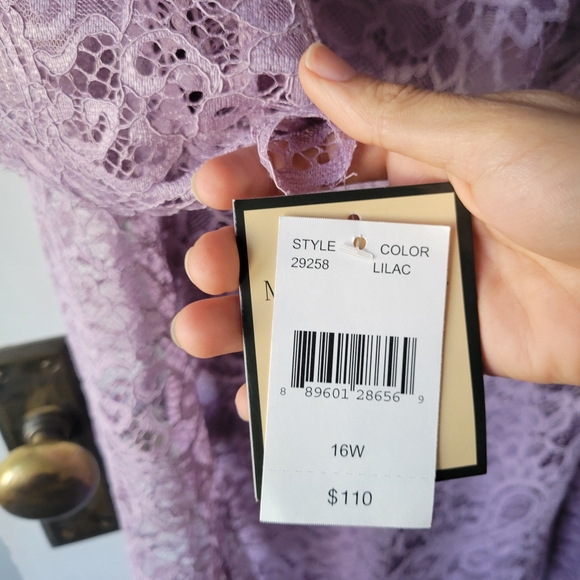 STYLE COLOR
29258 LILAC
8 89601 28656 9
16W
$110